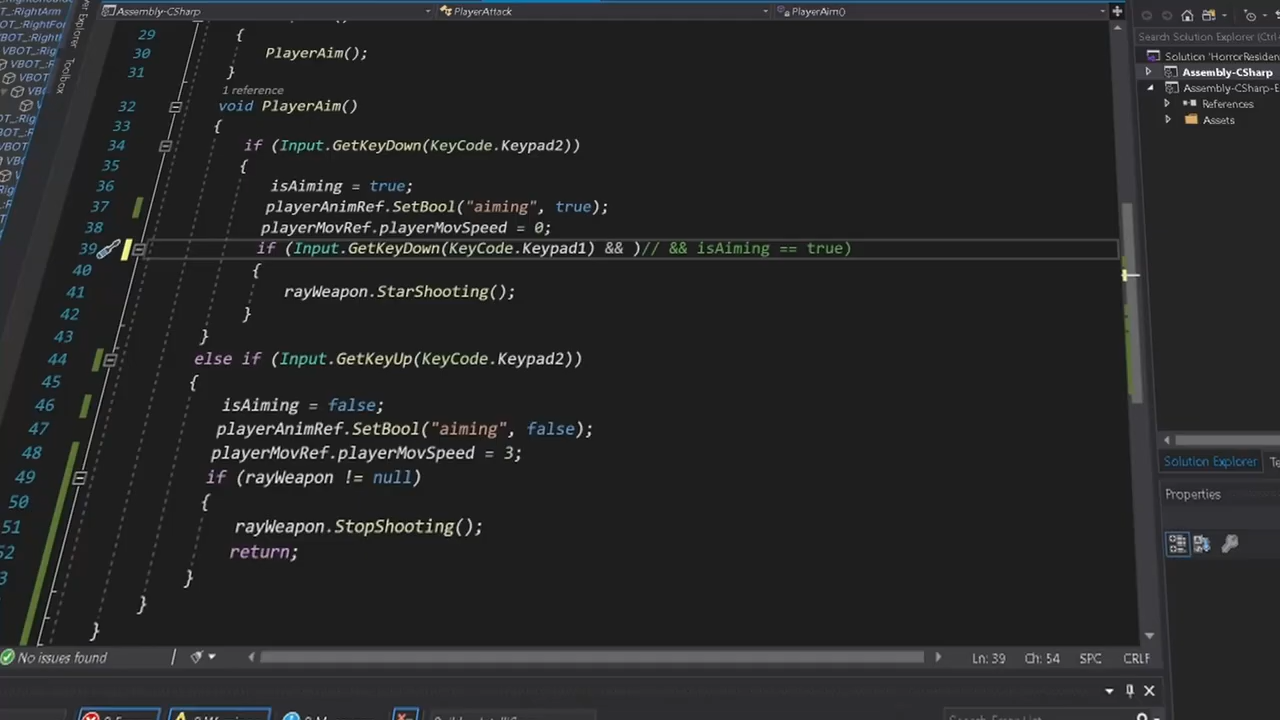 Assembly-CSharp PlayerAttack PlayerAim()
29
{
30 PlayerAim();
31 }
1 reference
32 void PlayerAim()
33 {
34 if (Input.GetKeyDown(KeyCode.Keypad2))
35 {
36 isAiming = true;
37 playerAnimRef.SetBool("aiming", true);
38 playerMovRef.playerMovSpeed = 0;
39 if (Input.GetKeyDown(KeyCode.Keypad1) && )// && isAiming == true)
40 {
41 rayWeapon.StarShooting();
42 }
43 }
44 else if (Input.GetKeyUp(KeyCode.Keypad2))
45 {
46 isAiming = false;
47 playerAnimRef.SetBool("aiming", false);
48 playerMovRef.playerMovSpeed = 3;
49 if (rayWeapon != null)
50 {
51 rayWeapon.StopShooting();
52 return;
}
}
}
No issues found
Ln: 39 Ch: 54 SPC CRLF
Toolbox
Search Solution Explorer (Ctrl+
Solution 'HorrorResiden
Assembly-CSharp
Assembly-CSharp-E
References
Assets
Solution Explorer
Properties